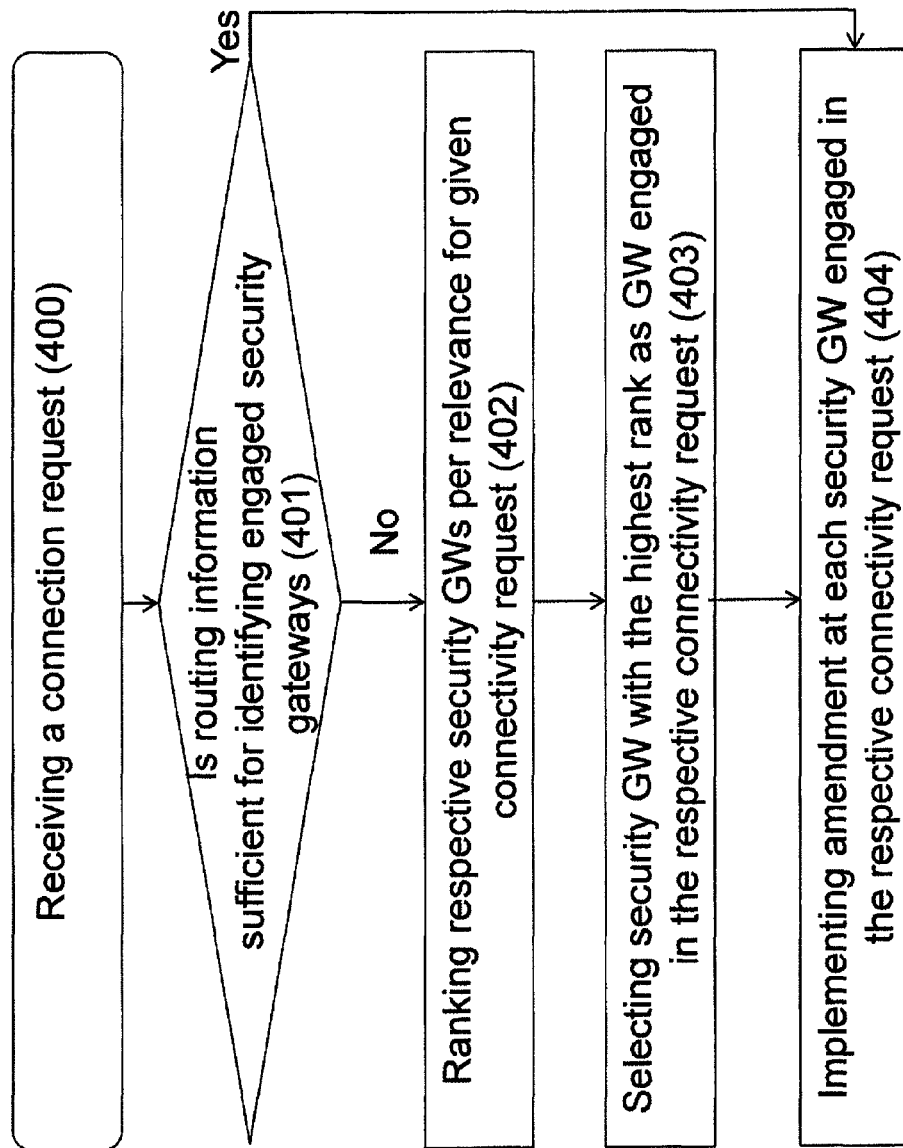 Receiving a connection request (400)
Is routing information
sufficient for identifying engaged security
gateways (401)
Yes
No
Ranking respective security GWs per relevance for given
connectivity request (402)
Selecting security GW with the highest rank as GW engaged
in the respective connectivity request (403)
Implementing amendment at each security GW engaged in
the respective connectivity request (404)